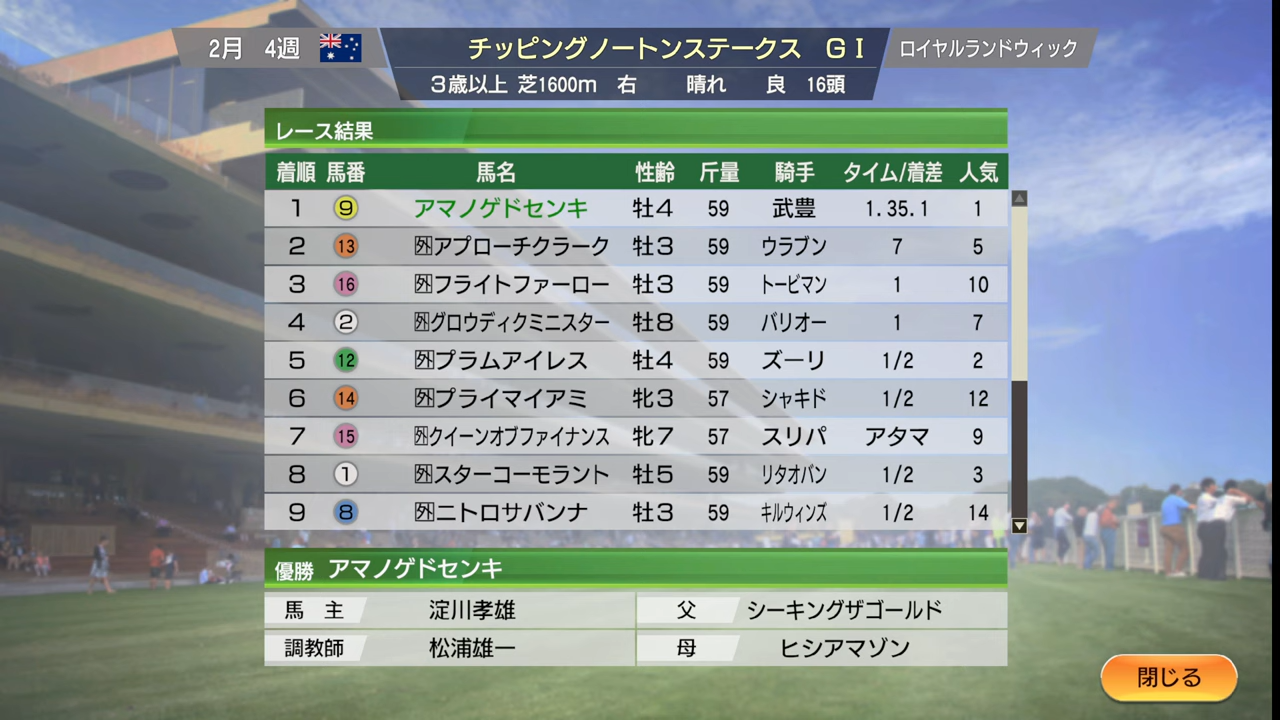 2月 4週 チッピングノートンステークス GⅠ ロイヤルランドウィック
3歳以上 芝1600m 右 晴れ 良 16頭
レース結果
着順 馬番 馬名 性齢 斤量 騎手 タイム/着差 人気
1 9 アマノゲドセンキ 牡4 59 武豊 1.35.1 1
2 13 外アプローチクラーク 牡3 59 ウラブン 7 5
3 16 外フライトファーロー 牡3 59 トービマン 1 10
4 2 外グロウディクミニスター 牡8 59 バリオー 1 7
5 12 外プラムアイレス 牡4 59 ズーリ 1/2 2
6 14 外プライマイアミ 牝3 57 シャキド 1/2 12
7 15 外クイーンオブファイナンス 牝7 57 スリパ アタマ 9
8 1 外スターコーモラント 牡5 59 リタオバン 1/2 3
9 8 外ニトロサバンナ 牡3 59 キルウィンズ 1/2 14
優勝 アマノゲドセンキ
馬主 淀川孝雄 父 シーキングザゴールド
調教師 松浦雄一 母 ヒシアマゾン
閉じる